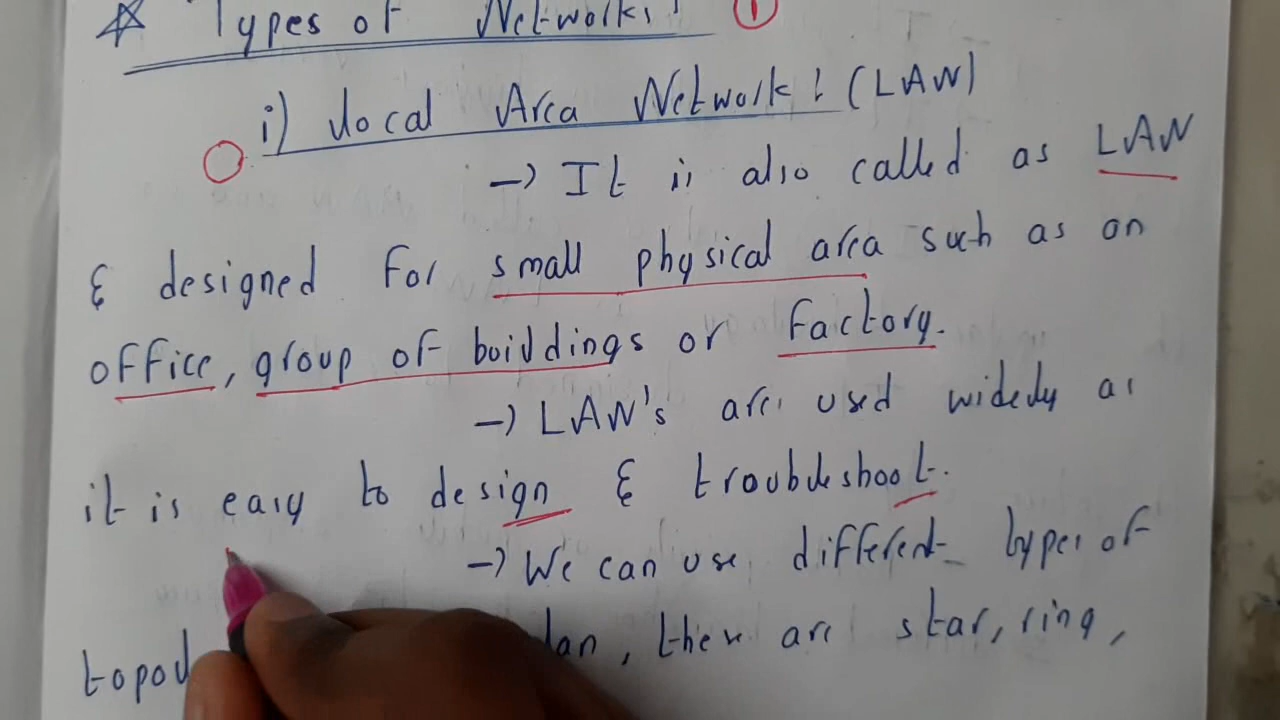 ☆ Types of Networks: ①
i) Local Area Network: (LAN)
→ It is also called as LAN
& designed for small physical area such as an
office, group of buildings or factory.
→ LAN's are used widely as
it is easy to design & troubleshoot.
→ We can use different types of
lan, there are star, ring,